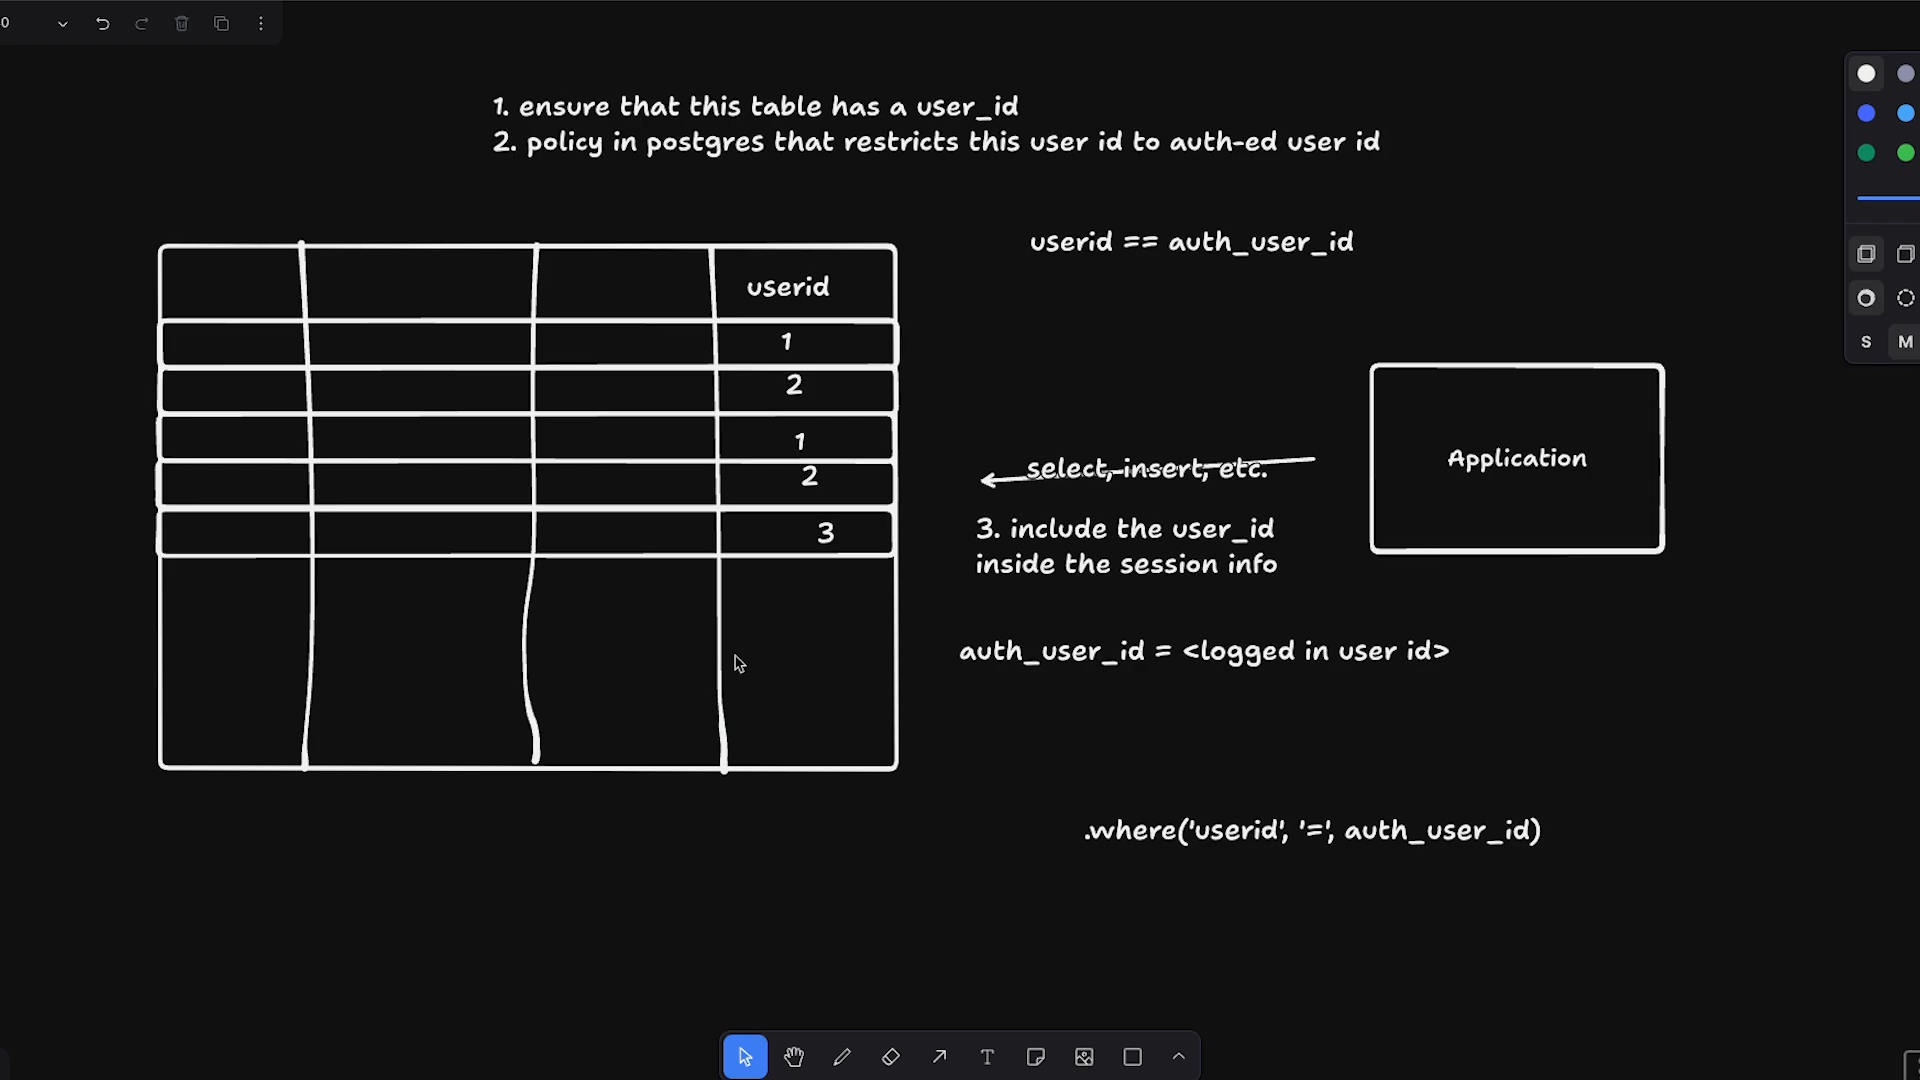 0
1. ensure that this table has a user_id
2. policy in postgres that restricts this user id to auth-ed user id
userid == auth_user_id
userid
1
2
1
2
3
select, insert, etc.
Application
3. include the user_id
inside the session info
auth_user_id = <logged in user id>
.where('userid', '=', auth_user_id)
S
M
T